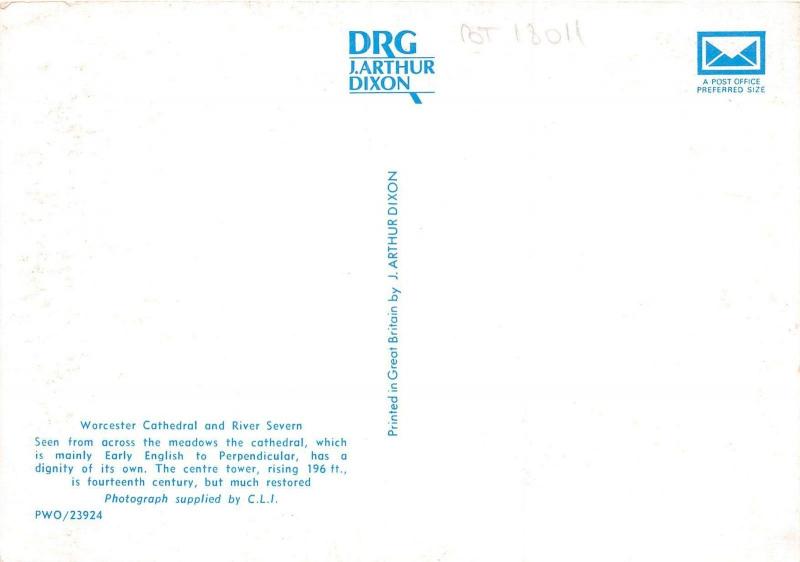 DRG
J.ARTHUR
DIXON
BOT 18011
A POST OFFICE
PREFERRED SIZE
Printed in Great Britain by J. ARTHUR DIXON
Worcester Cathedral and River Severn
Seen from across the meadows the cathedral, which
is mainly Early English to Perpendicular, has a
dignity of its own. The centre tower, rising 196 ft.,
is fourteenth century, but much restored
Photograph supplied by C.L.I.
PWO/23924